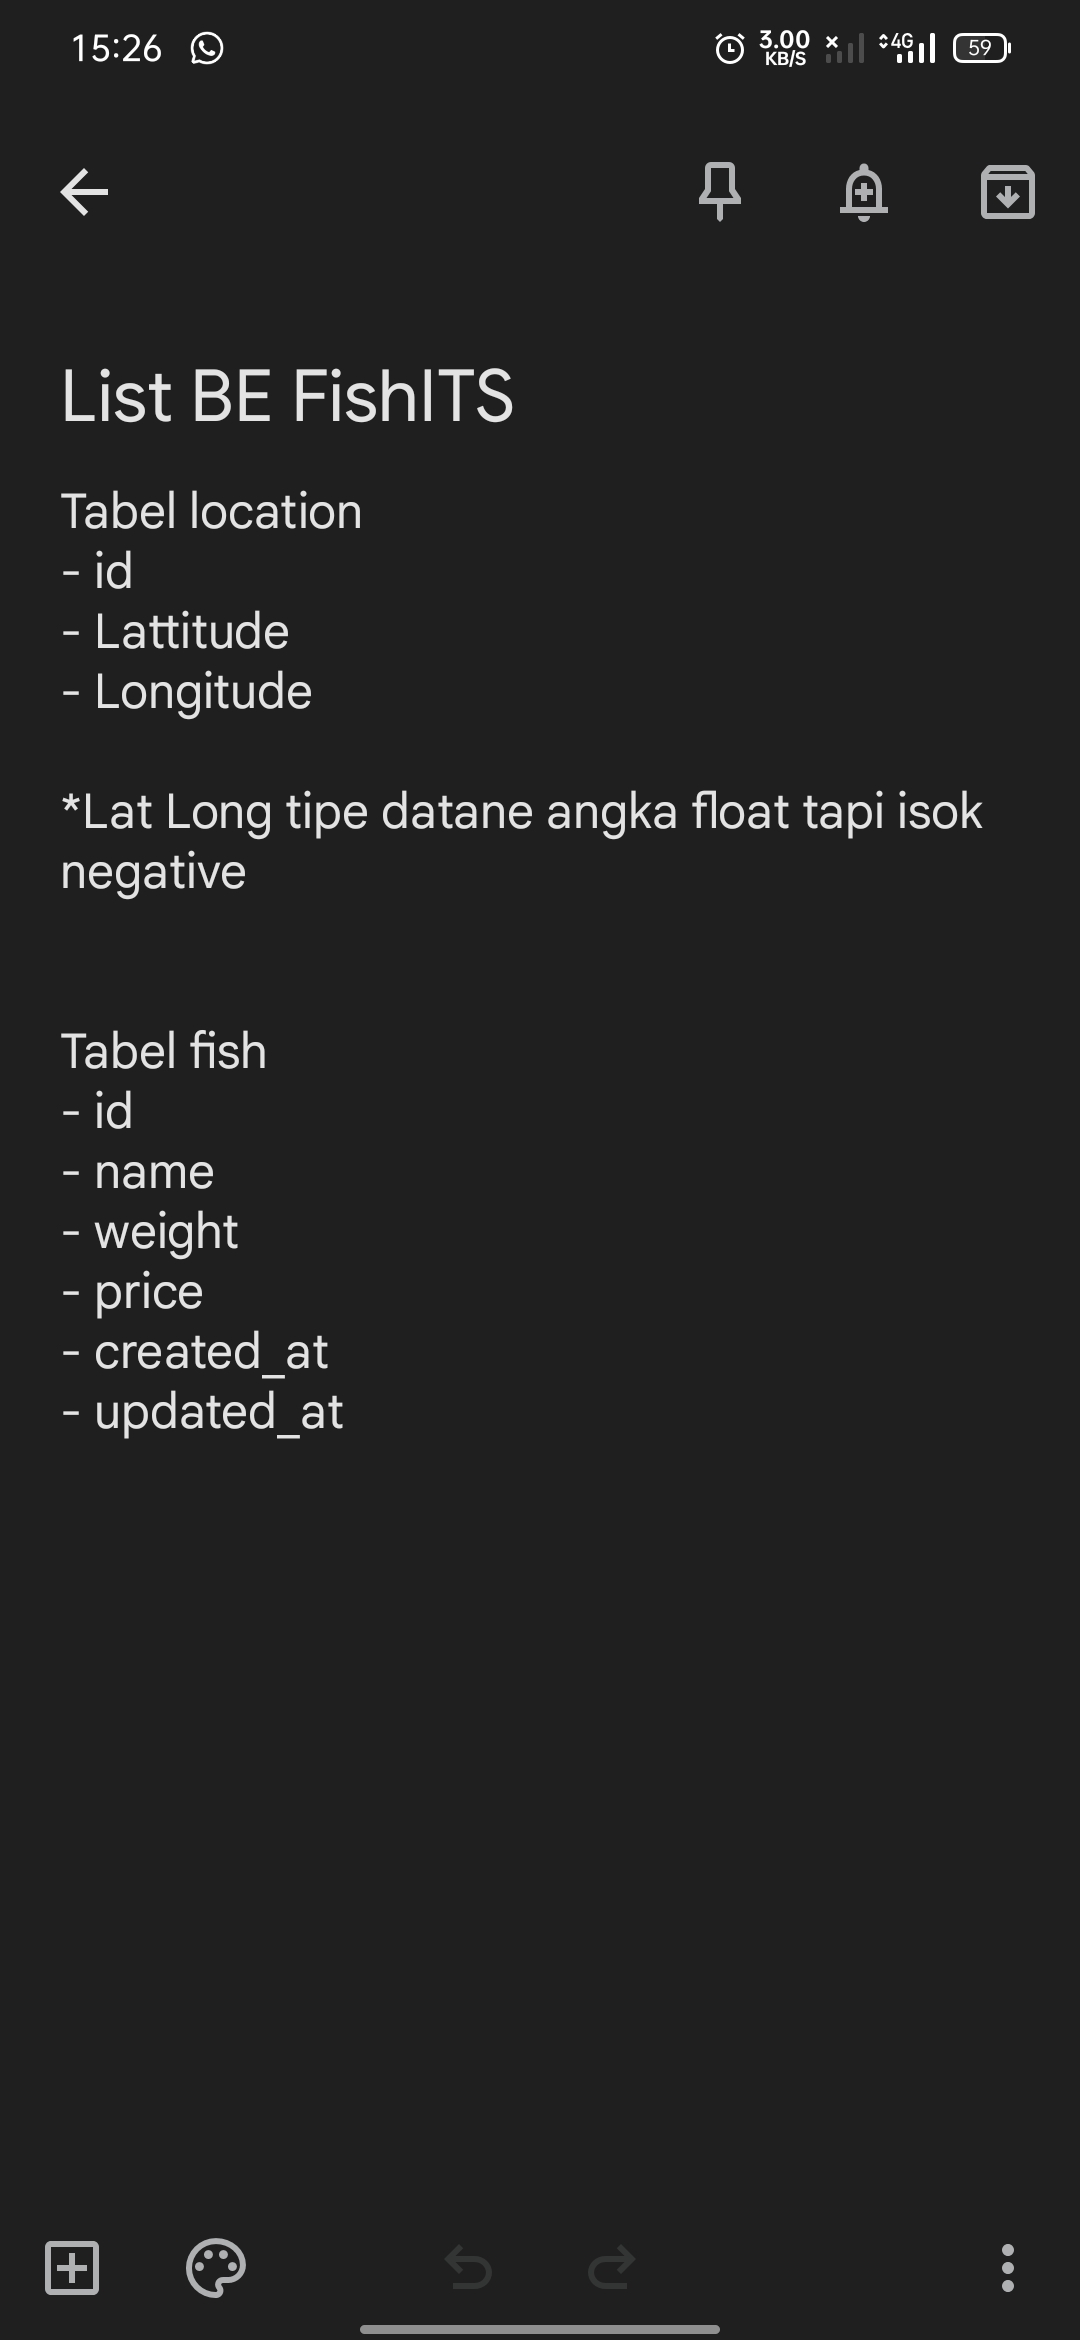 15:26
3.00
KB/S
4G
59
List BE FishITS
Tabel location
- id
- Lattitude
- Longitude
*Lat Long tipe datane angka float tapi isok
negative
Tabel fish
- id
- name
- weight
- price
- created_at
- updated_at